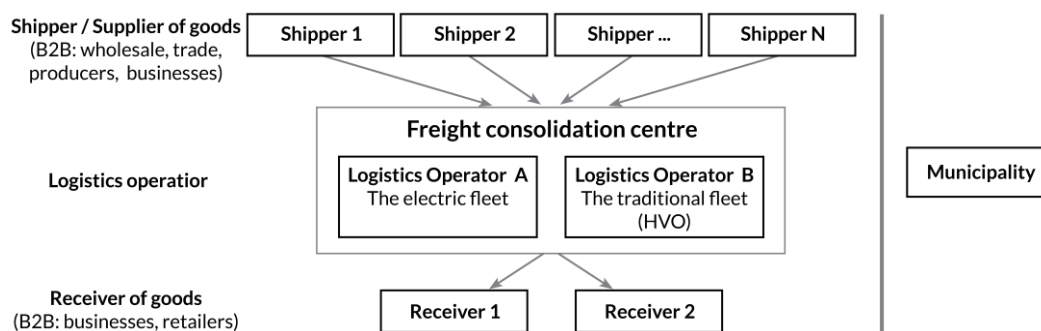 Shipper / Supplier of goods
(B2B: wholesale, trade,
producers, businesses)
Shipper 1
Shipper 2
Shipper ...
Shipper N
Freight consolidation centre
Logistics operatior
Logistics Operator A
The electric fleet
Logistics Operator B
The traditional fleet
(HVO)
Municipality
Receiver of goods
(B2B: businesses, retailers)
Receiver 1
Receiver 2